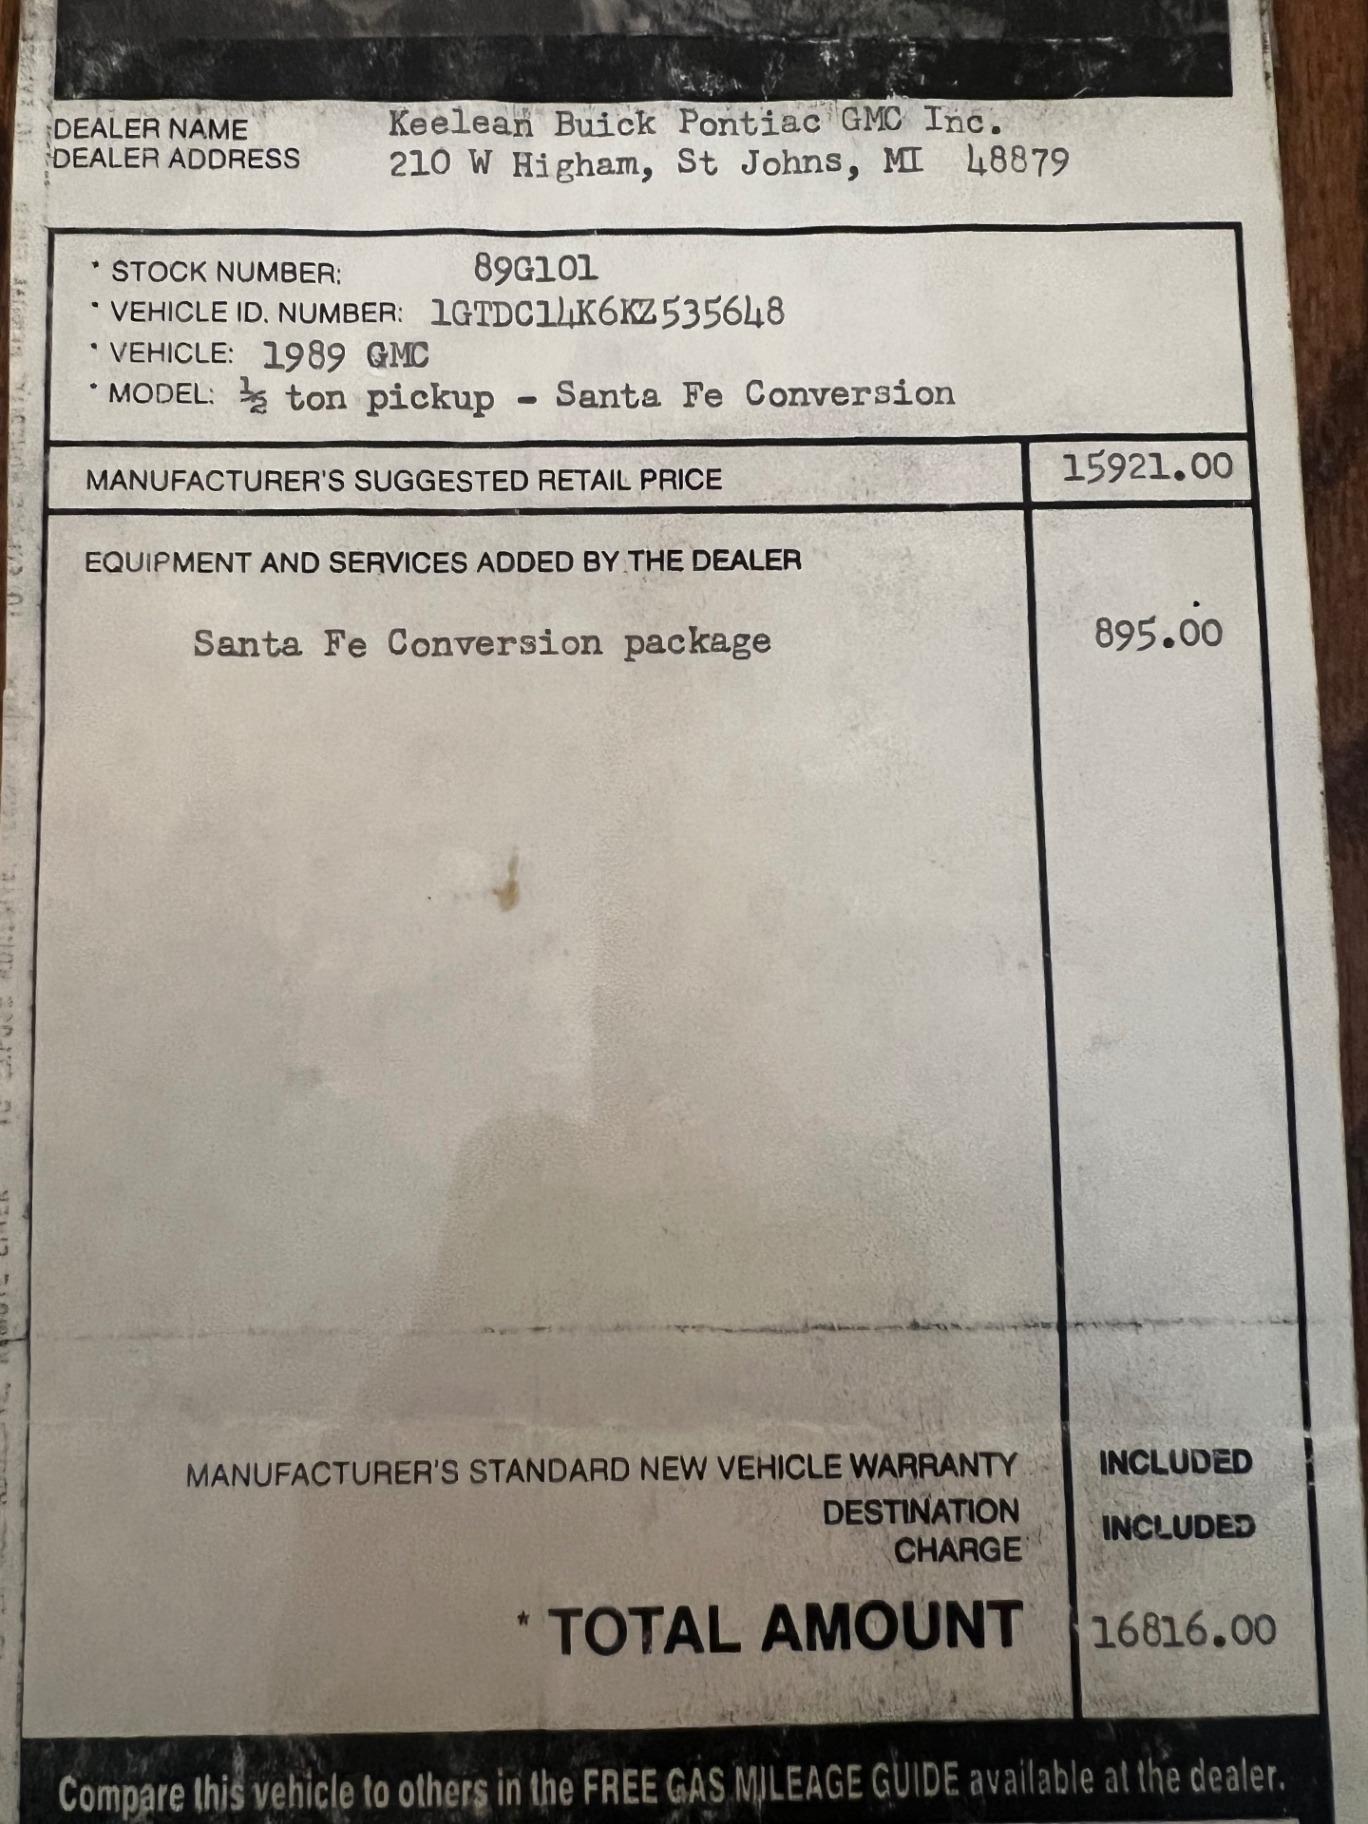 DEALER NAME Keelean Buick Pontiac GMC Inc.
DEALER ADDRESS 210 W Higham, St Johns, MI 48879
* STOCK NUMBER: 89G101
* VEHICLE ID. NUMBER: 1GTDC14K6KZ535648
* VEHICLE: 1989 GMC
* MODEL: ½ ton pickup - Santa Fe Conversion
MANUFACTURER'S SUGGESTED RETAIL PRICE 15921.00
EQUIPMENT AND SERVICES ADDED BY THE DEALER
Santa Fe Conversion package 895.00
MANUFACTURER'S STANDARD NEW VEHICLE WARRANTY INCLUDED
DESTINATION
CHARGE INCLUDED
* TOTAL AMOUNT 16816.00
Compare this vehicle to others in the FREE GAS MILEAGE GUIDE available at the dealer.